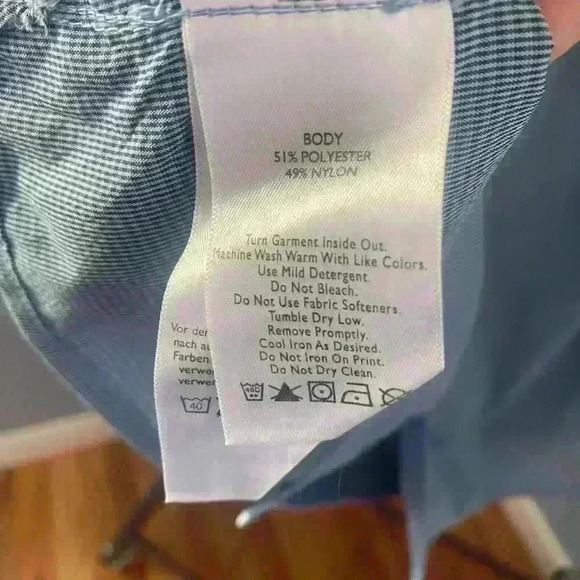 BODY
51% POLYESTER
49% NYLON
Turn Garment Inside Out.
Machine Wash Warm With Like Colors.
Use Mild Detergent.
Do Not Bleach.
Do Not Use Fabric Softeners.
Tumble Dry Low.
Remove Promptly.
Cool Iron As Desired.
Do Not Iron On Print.
Do Not Dry Clean.
Vor der
nach au
Farben
verwe
verwer
40